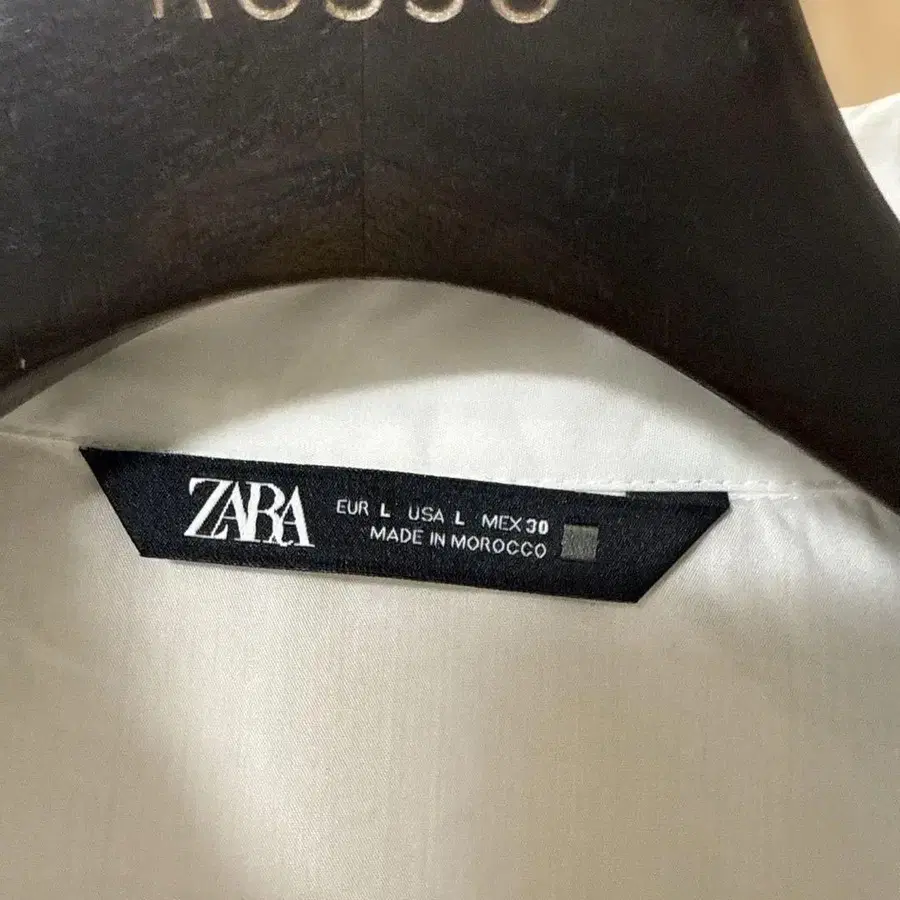 ZARA
EUR L USA L MEX 30
MADE IN MOROCCO